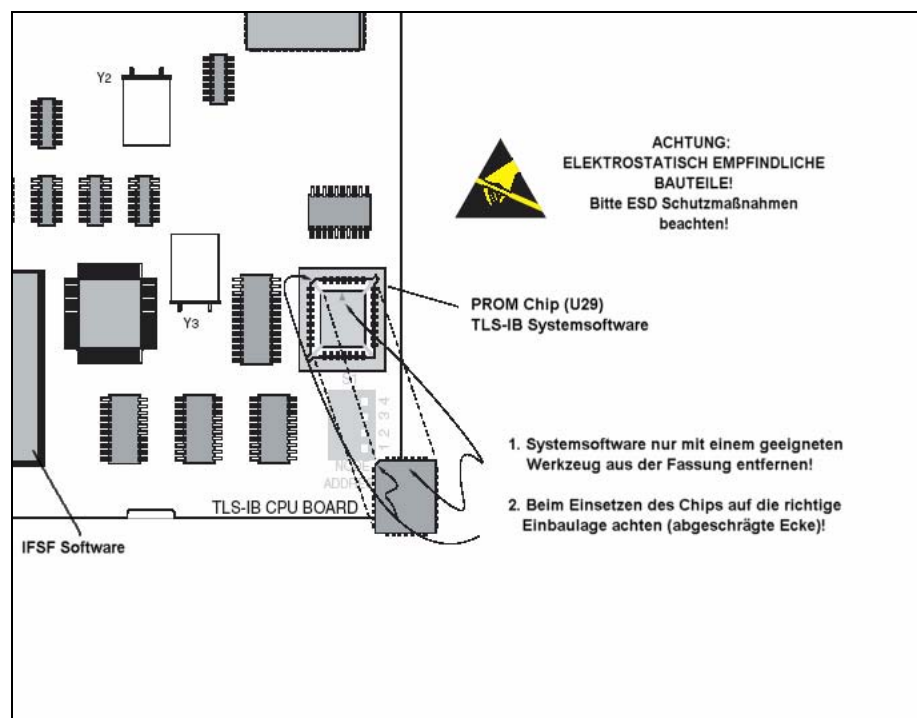 Y2
ACHTUNG:
ELEKTROSTATISCH EMPFINDLICHE
BAUTEILE!
Bitte ESD Schutzmaßnahmen
beachten!
Y3
PROM Chip (U29)
TLS-IB Systemsoftware
1 2 3 4
ADDR
1. Systemsoftware nur mit einem geeigneten
Werkzeug aus der Fassung entfernen!
2. Beim Einsetzen des Chips auf die richtige
Einbaulage achten (abgeschrägte Ecke)!
TLS-IB CPU BOARD
IFSF Software